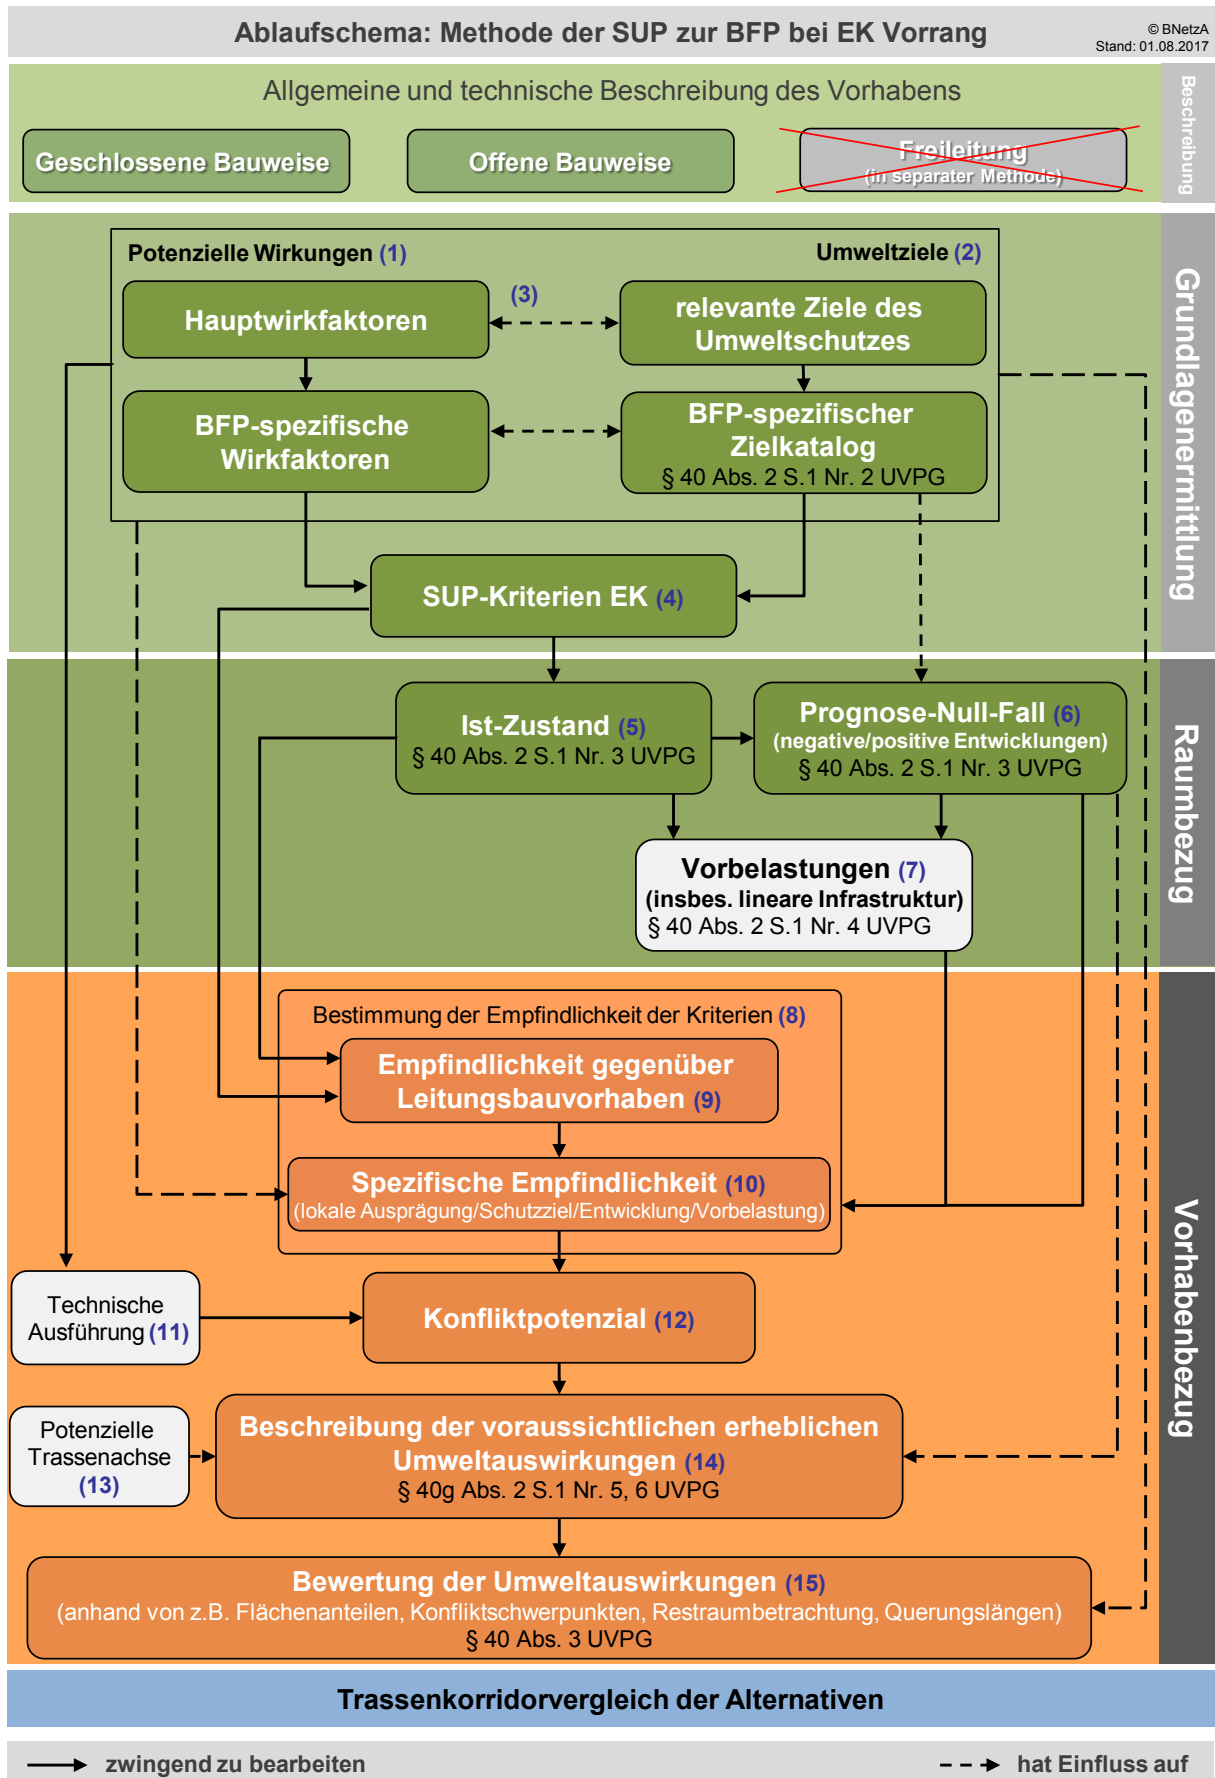 Ablaufschema: Methode der SUP zur BFP bei EK Vorrang
© BNetzA
Stand: 01.08.2017
Allgemeine und technische Beschreibung des Vorhabens
Beschreibung
Geschlossene Bauweise
Offene Bauweise
Freileitung
(in separater Methode)
Grundlagenermittlung
Potenzielle Wirkungen (1)
Umweltziele (2)
Hauptwirkfaktoren
(3)
relevante Ziele des
Umweltschutzes
BFP-spezifische
Wirkfaktoren
BFP-spezifischer
Zielkatalog
§ 40 Abs. 2 S.1 Nr. 2 UVPG
SUP-Kriterien EK (4)
Raumbezug
Ist-Zustand (5)
§ 40 Abs. 2 S.1 Nr. 3 UVPG
Prognose-Null-Fall (6)
(negative/positive Entwicklungen)
§ 40 Abs. 2 S.1 Nr. 3 UVPG
Vorbelastungen (7)
(insbes. lineare Infrastruktur)
§ 40 Abs. 2 S.1 Nr. 4 UVPG
Vorhabenbezug
Bestimmung der Empfindlichkeit der Kriterien (8)
Empfindlichkeit gegenüber
Leitungsbauvorhaben (9)
Spezifische Empfindlichkeit (10)
(lokale Ausprägung/Schutzziel/Entwicklung/Vorbelastung)
Technische
Ausführung (11)
Konfliktpotenzial (12)
Potenzielle
Trassenachse
(13)
Beschreibung der voraussichtlichen erheblichen
Umweltauswirkungen (14)
§ 40g Abs. 2 S.1 Nr. 5, 6 UVPG
Bewertung der Umweltauswirkungen (15)
(anhand von z.B. Flächenanteilen, Konfliktschwerpunkten, Restraumbetrachtung, Querungslängen)
§ 40 Abs. 3 UVPG
Trassenkorridorvergleich der Alternativen
zwingend zu bearbeiten
hat Einfluss auf